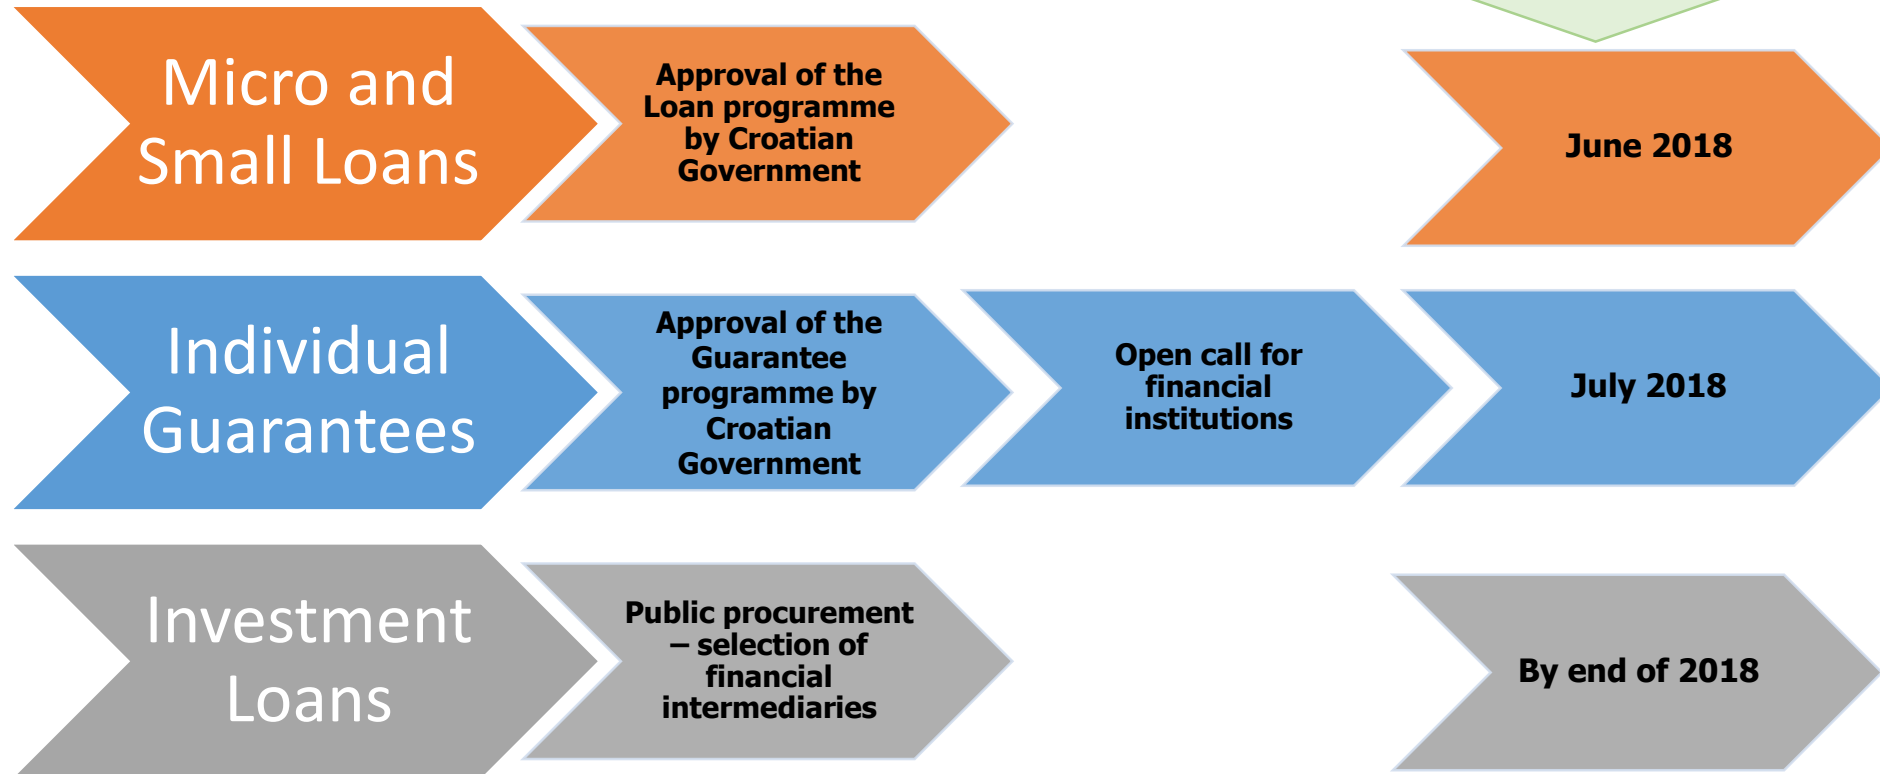 Micro and
Small Loans
Approval of the
Loan programme
by Croatian
Government
June 2018
Individual
Guarantees
Approval of the
Guarantee
programme by
Croatian
Government
Open call for
financial
institutions
July 2018
Investment
Loans
Public procurement
– selection of
financial
intermediaries
By end of 2018